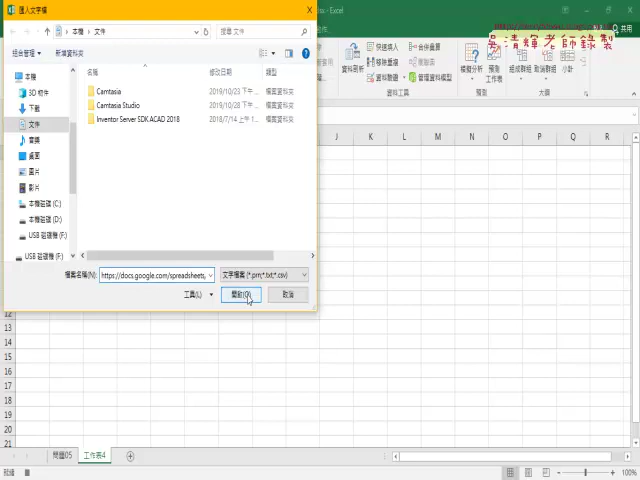 匯入文字檔
- Excel
本機 › 文件
搜尋 文件
共用
吳清輝老師錄製
組合管理
新增資料夾
名稱
修改日期
類型
本機
3D 物件
下載
文件
音樂
桌面
圖片
影片
本機磁碟 (C:)
本機磁碟 (D:)
USB 磁碟機 (F:)
USB 磁碟機 (F:)
Camtasia
2019/10/23 下午 ...
檔案資料夾
Camtasia Studio
2019/10/28 下午 ...
檔案資料夾
Inventor Server SDK ACAD 2018
2018/7/14 上午 1...
檔案資料夾
檔案名稱(N):
https://docs.google.com/spreadsheets,
文字檔案 (*.prn;*.txt;*.csv)
工具(L)
開啟(O)
取消
資料剖析
快速填入
移除重複
資料驗證
合併彙算
管理資料模型
資料工具
模擬分析
預測工作表
預測
組成群組
取消群組
小計
大綱
J K L M N O P Q R
12
13
14
15
16
17
18
19
20
21
問題05
工作表4
就緒
100%